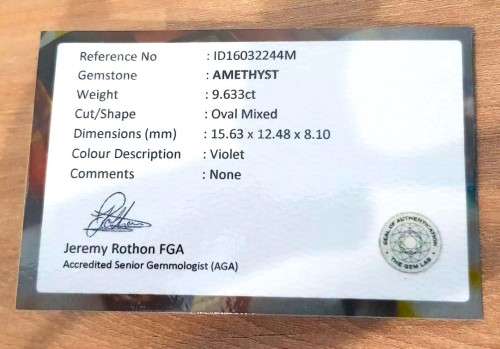 Reference No : ID16032244M
Gemstone : AMETHYST
Weight : 9.633ct
Cut/Shape : Oval Mixed
Dimensions (mm) : 15.63 x 12.48 x 8.10
Colour Description : Violet
Comments : None
Jeremy Rothon FGA
Accredited Senior Gemmologist (AGA)
SEAL OF AUTHENTICATION
THE GEM LAB